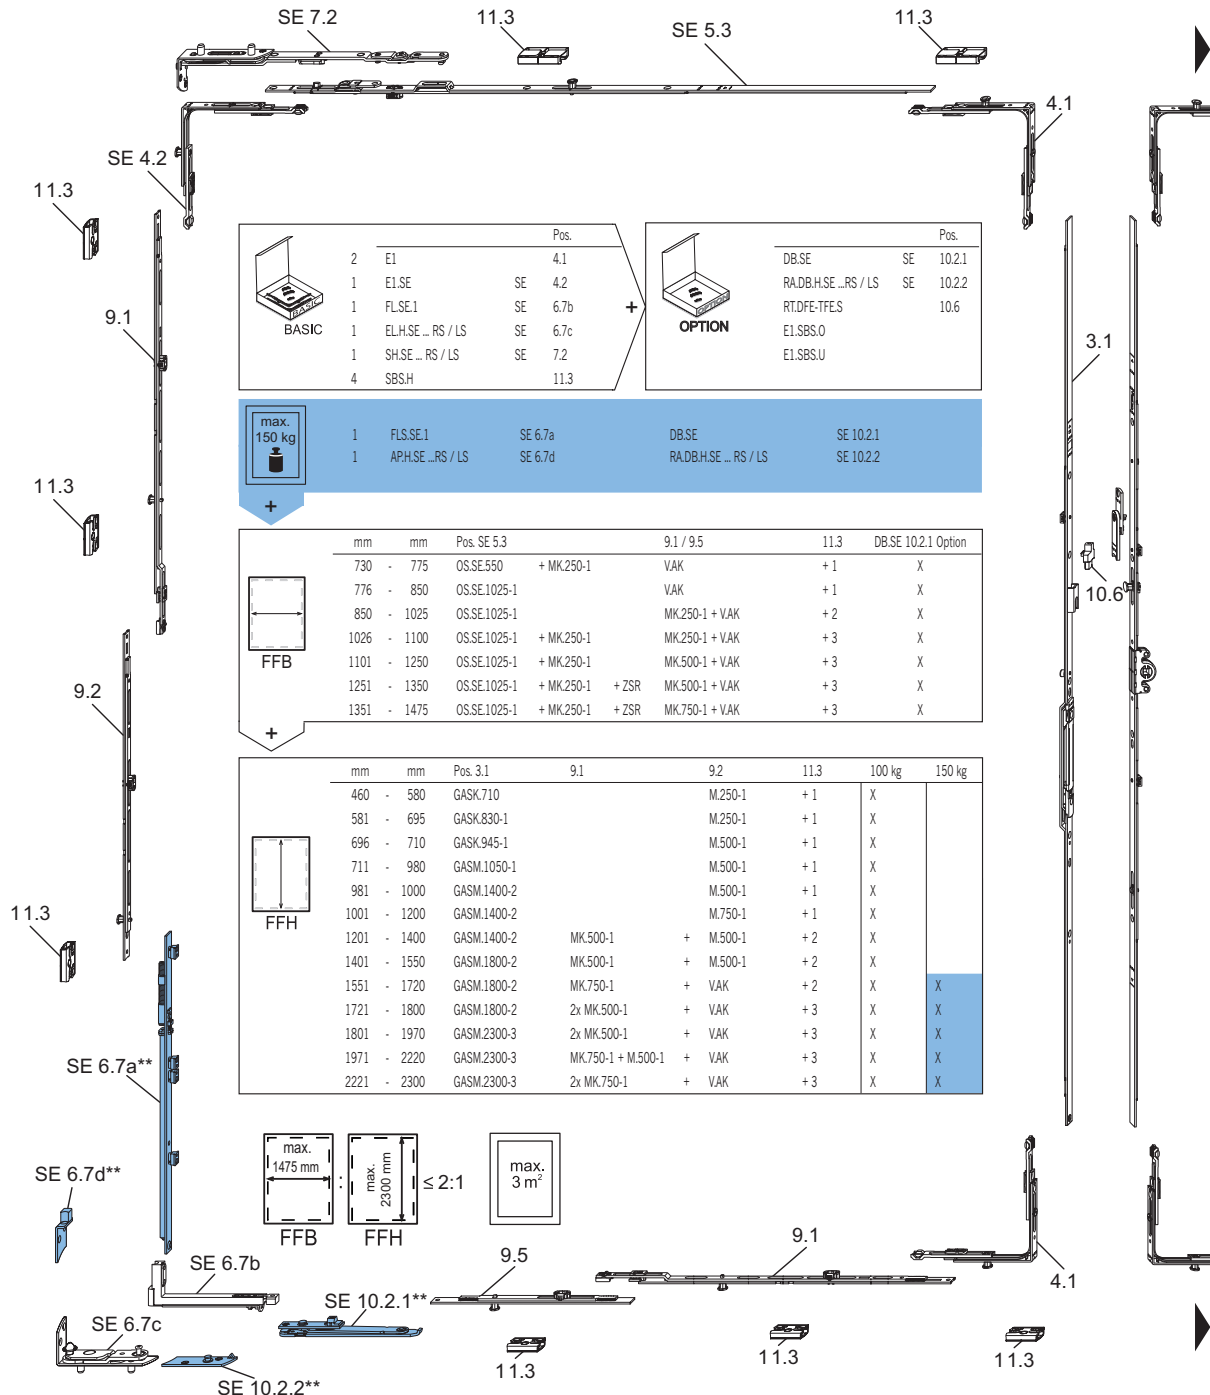 SE 7.2
11.3
SE 5.3
11.3
4.1
SE 4.2
11.3
9.1
3.1
11.3
10.6
9.2
11.3
Pos.
2 E1 4.1
1 E1.SE SE 4.2
1 FL.SE.1 SE 6.7b
1 EL.H.SE ... RS / LS SE 6.7c
1 SH.SE ... RS / LS SE 7.2
4 SBS.H 11.3
BASIC
BASIC
+
Pos.
DB.SE SE 10.2.1
RA.DB.H.SE ...RS / LS SE 10.2.2
RT.DFE-TFE.S 10.6
E1.SBS.O
E1.SBS.U
OPTION
OPTION
max.
150 kg
1 FLS.SE.1 SE 6.7a DB.SE SE 10.2.1
1 AP.H.SE ...RS / LS SE 6.7d RA.DB.H.SE ... RS / LS SE 10.2.2
+
mm mm Pos. SE 5.3 9.1 / 9.5 11.3 DB.SE 10.2.1 Option
730 - 775 OS.SE.550 + MK.250-1 V.AK + 1 X
776 - 850 OS.SE.1025-1 V.AK + 1 X
850 - 1025 OS.SE.1025-1 MK.250-1 + V.AK + 2 X
1026 - 1100 OS.SE.1025-1 + MK.250-1 MK.250-1 + V.AK + 3 X
1101 - 1250 OS.SE.1025-1 + MK.250-1 MK.500-1 + V.AK + 3 X
1251 - 1350 OS.SE.1025-1 + MK.250-1 + ZSR MK.500-1 + V.AK + 3 X
1351 - 1475 OS.SE.1025-1 + MK.250-1 + ZSR MK.750-1 + V.AK + 3 X
FFB
+
mm mm Pos. 3.1 9.1 9.2 11.3 100 kg 150 kg
460 - 580 GASK.710 M.250-1 + 1 X
581 - 695 GASK.830-1 M.250-1 + 1 X
696 - 710 GASK.945-1 M.500-1 + 1 X
711 - 980 GASM.1050-1 M.500-1 + 1 X
981 - 1000 GASM.1400-2 M.500-1 + 1 X
1001 - 1200 GASM.1400-2 M.750-1 + 1 X
1201 - 1400 GASM.1400-2 MK.500-1 + M.500-1 + 2 X
1401 - 1550 GASM.1800-2 MK.500-1 + M.500-1 + 2 X
1551 - 1720 GASM.1800-2 MK.750-1 + V.AK + 2 X X
1721 - 1800 GASM.1800-2 2x MK.500-1 + V.AK + 3 X X
1801 - 1970 GASM.2300-3 2x MK.500-1 + V.AK + 3 X X
1971 - 2220 GASM.2300-3 MK.750-1 + M.500-1 + V.AK + 3 X X
2221 - 2300 GASM.2300-3 2x MK.750-1 + V.AK + 3 X X
FFH
SE 6.7a**
SE 6.7d**
max.
1475 mm
FFB
:
max.
2300 mm
FFH
≤ 2:1
max.
3 m²
SE 6.7b
9.5
9.1
4.1
SE 10.2.1**
SE 6.7c
SE 10.2.2**
11.3
11.3
11.3